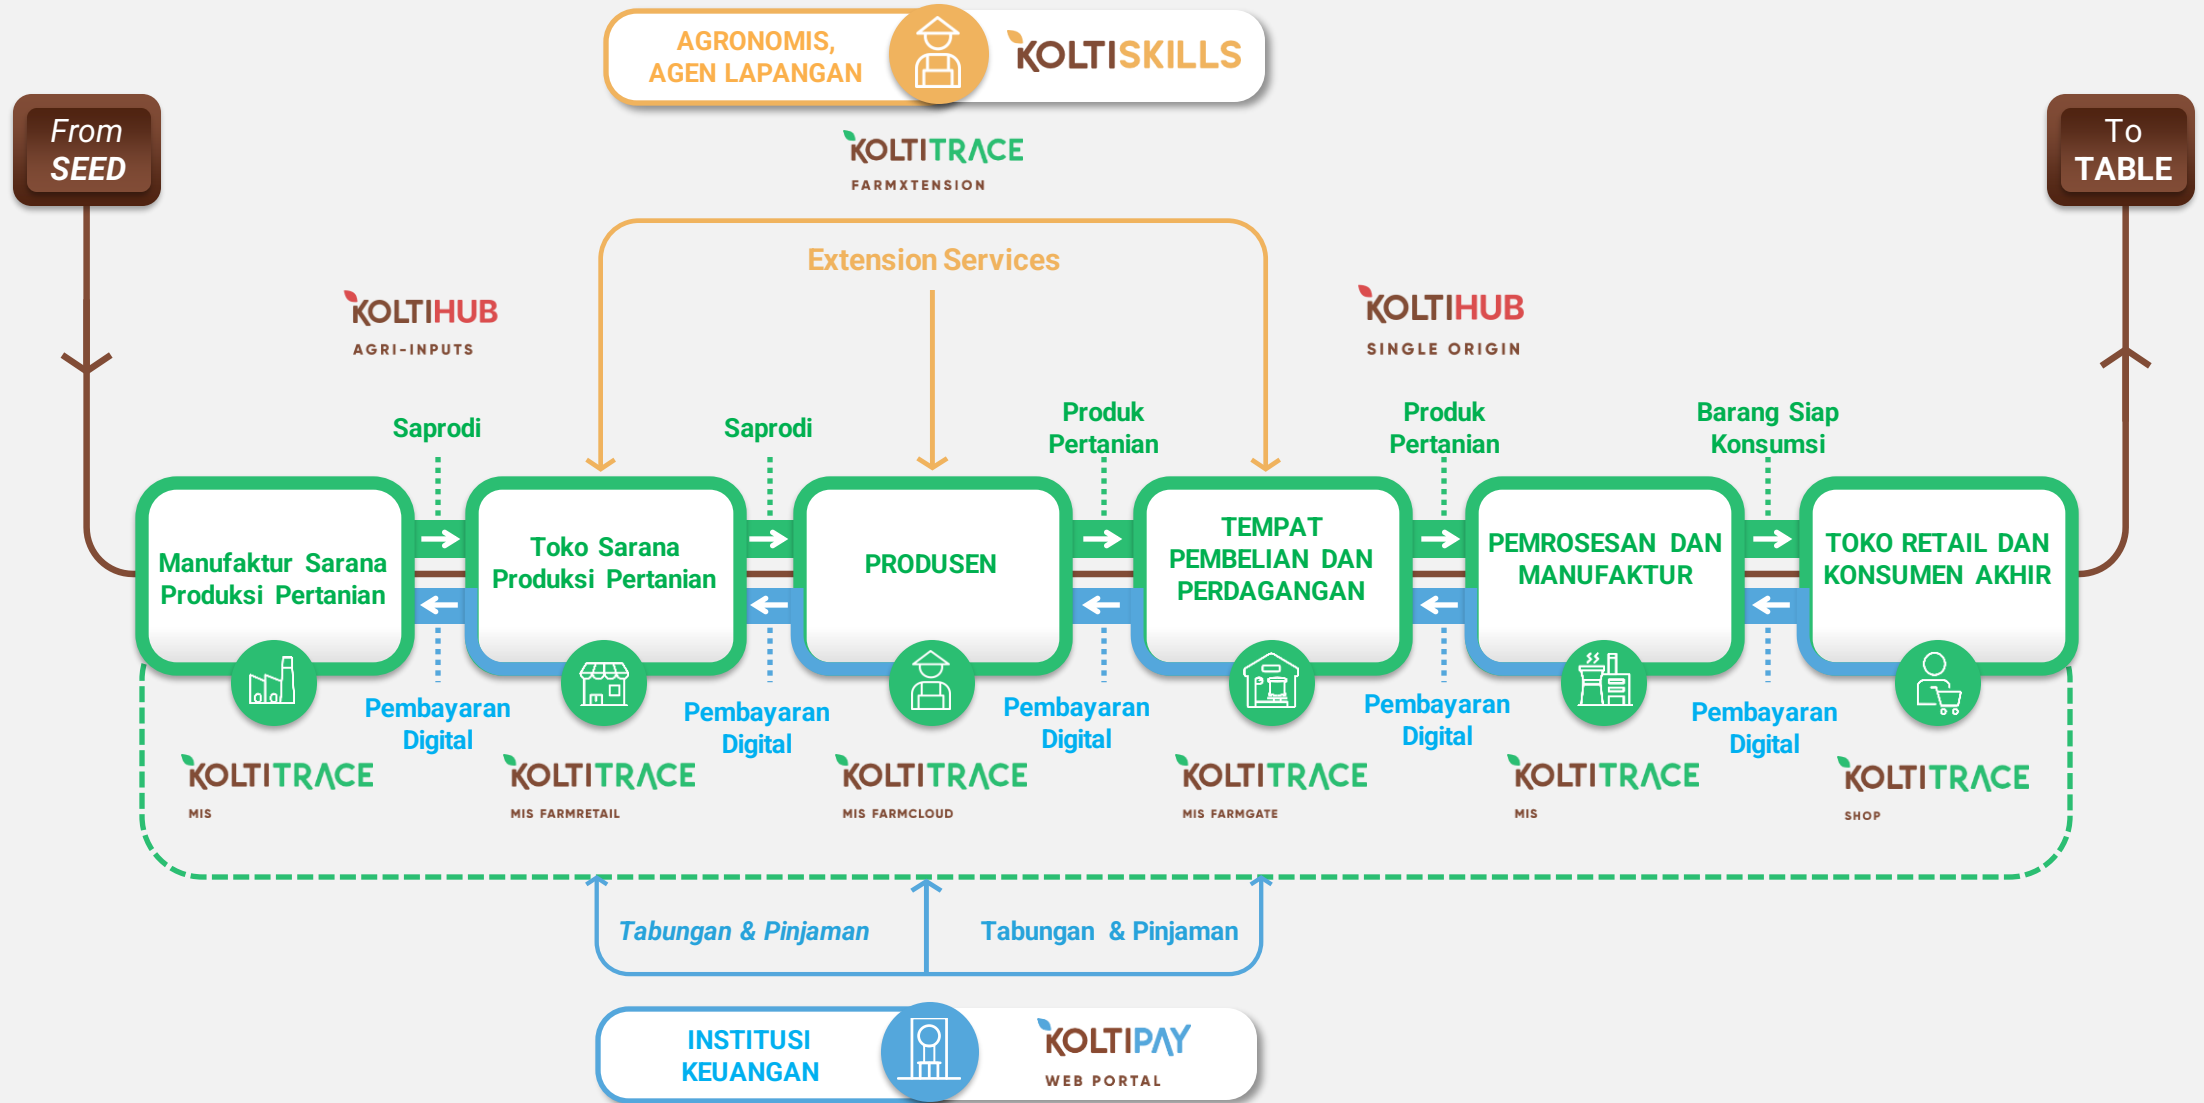 AGRONOMIS,
AGEN LAPANGAN
KOLTISKILLS
From
SEED
To
TABLE
KOLTITRACE
FARMXTENSION
Extension Services
KOLTIHUB
AGRI-INPUTS
KOLTIHUB
SINGLE ORIGIN
Saprodi
Saprodi
Produk
Pertanian
Produk
Pertanian
Barang Siap
Konsumsi
Manufaktur Sarana
Produksi Pertanian
Toko Sarana
Produksi Pertanian
PRODUSEN
TEMPAT
PEMBELIAN DAN
PERDAGANGAN
PEMROSESAN DAN
MANUFAKTUR
TOKO RETAIL DAN
KONSUMEN AKHIR
Pembayaran
Digital
Pembayaran
Digital
Pembayaran
Digital
Pembayaran
Digital
Pembayaran
Digital
KOLTITRACE
MIS
KOLTITRACE
MIS FARMRETAIL
KOLTITRACE
MIS FARMCLOUD
KOLTITRACE
MIS FARMGATE
KOLTITRACE
MIS
KOLTITRACE
SHOP
Tabungan & Pinjaman
Tabungan & Pinjaman
INSTITUSI
KEUANGAN
KOLTIPAY
WEB PORTAL